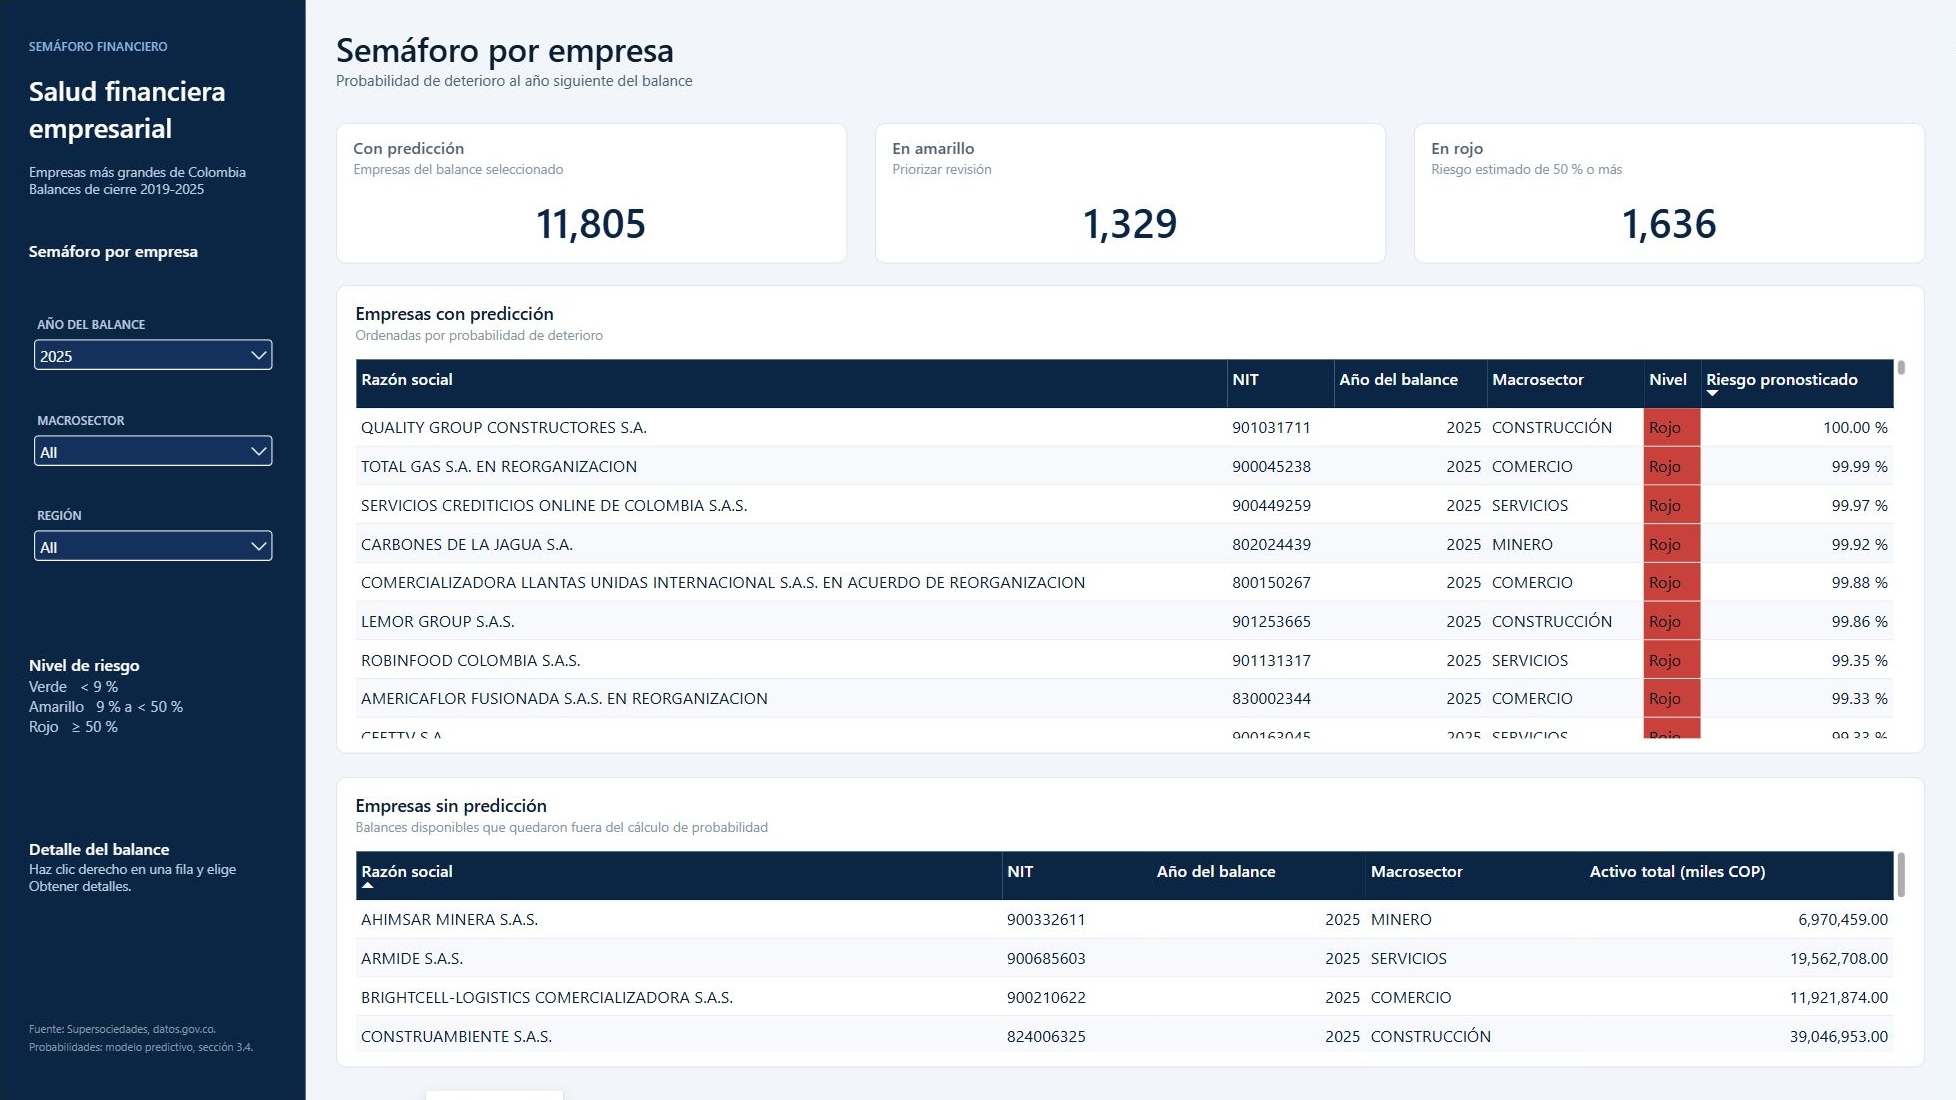 SEMÁFORO FINANCIERO
Salud financiera
empresarial
Empresas más grandes de Colombia
Balances de cierre 2019-2025
Semáforo por empresa
AÑO DEL BALANCE
2025
MACROSECTOR
All
REGIÓN
All
Nivel de riesgo
Verde < 9 %
Amarillo 9 % a < 50 %
Rojo ≥ 50 %
Detalle del balance
Haz clic derecho en una fila y elige
Obtener detalles.
Fuente: Supersociedades, datos.gov.co.
Probabilidades: modelo predictivo, sección 3.4.
Semáforo por empresa
Probabilidad de deterioro al año siguiente del balance
Con predicción
Empresas del balance seleccionado
11,805
En amarillo
Priorizar revisión
1,329
En rojo
Riesgo estimado de 50 % o más
1,636
Empresas con predicción
Ordenadas por probabilidad de deterioro
Razón social NIT Año del balance Macrosector Nivel Riesgo pronosticado
QUALITY GROUP CONSTRUCTORES S.A. 901031711 2025 CONSTRUCCIÓN Rojo 100.00 %
TOTAL GAS S.A. EN REORGANIZACION 900045238 2025 COMERCIO Rojo 99.99 %
SERVICIOS CREDITICIOS ONLINE DE COLOMBIA S.A.S. 900449259 2025 SERVICIOS Rojo 99.97 %
CARBONES DE LA JAGUA S.A. 802024439 2025 MINERO Rojo 99.92 %
COMERCIALIZADORA LLANTAS UNIDAS INTERNACIONAL S.A.S. EN ACUERDO DE REORGANIZACION 800150267 2025 COMERCIO Rojo 99.88 %
LEMOR GROUP S.A.S. 901253665 2025 CONSTRUCCIÓN Rojo 99.86 %
ROBINFOOD COLOMBIA S.A.S. 901131317 2025 SERVICIOS Rojo 99.35 %
AMERICAFLOR FUSIONADA S.A.S. EN REORGANIZACION 830002344 2025 COMERCIO Rojo 99.33 %
S.A. 900163045 2025 SERVICIOS Rojo 99.33 %
Empresas sin predicción
Balances disponibles que quedaron fuera del cálculo de probabilidad
Razón social NIT Año del balance Macrosector Activo total (miles COP)
AHIMSAR MINERA S.A.S. 900332611 2025 MINERO 6,970,459.00
ARMIDE S.A.S. 900685603 2025 SERVICIOS 19,562,708.00
BRIGHTCELL-LOGISTICS COMERCIALIZADORA S.A.S. 900210622 2025 COMERCIO 11,921,874.00
CONSTRUAMBIENTE S.A.S. 824006325 2025 CONSTRUCCIÓN 39,046,953.00